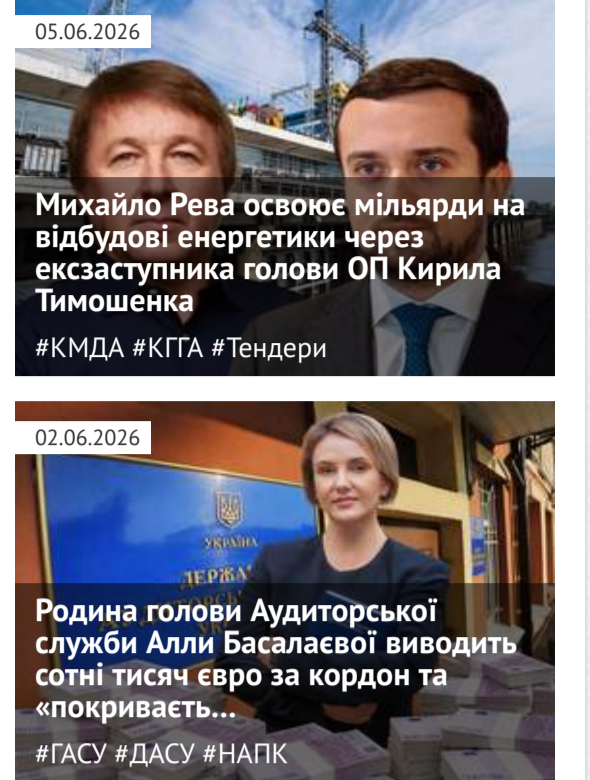 05.06.2026
Михайло Рева освоює мільярди на
відбудові енергетики через
ексзаступника голови ОП Кирила
Тимошенка
#КМДА #КГГА #Тендери
02.06.2026
УКРАЇНА
ДЕРЖА
Родина голови Аудиторської
служби Алли Басалаєвої виводить
сотні тисяч євро за кордон та
«покриваєть...
#ГАСУ #ДАСУ #НАПК